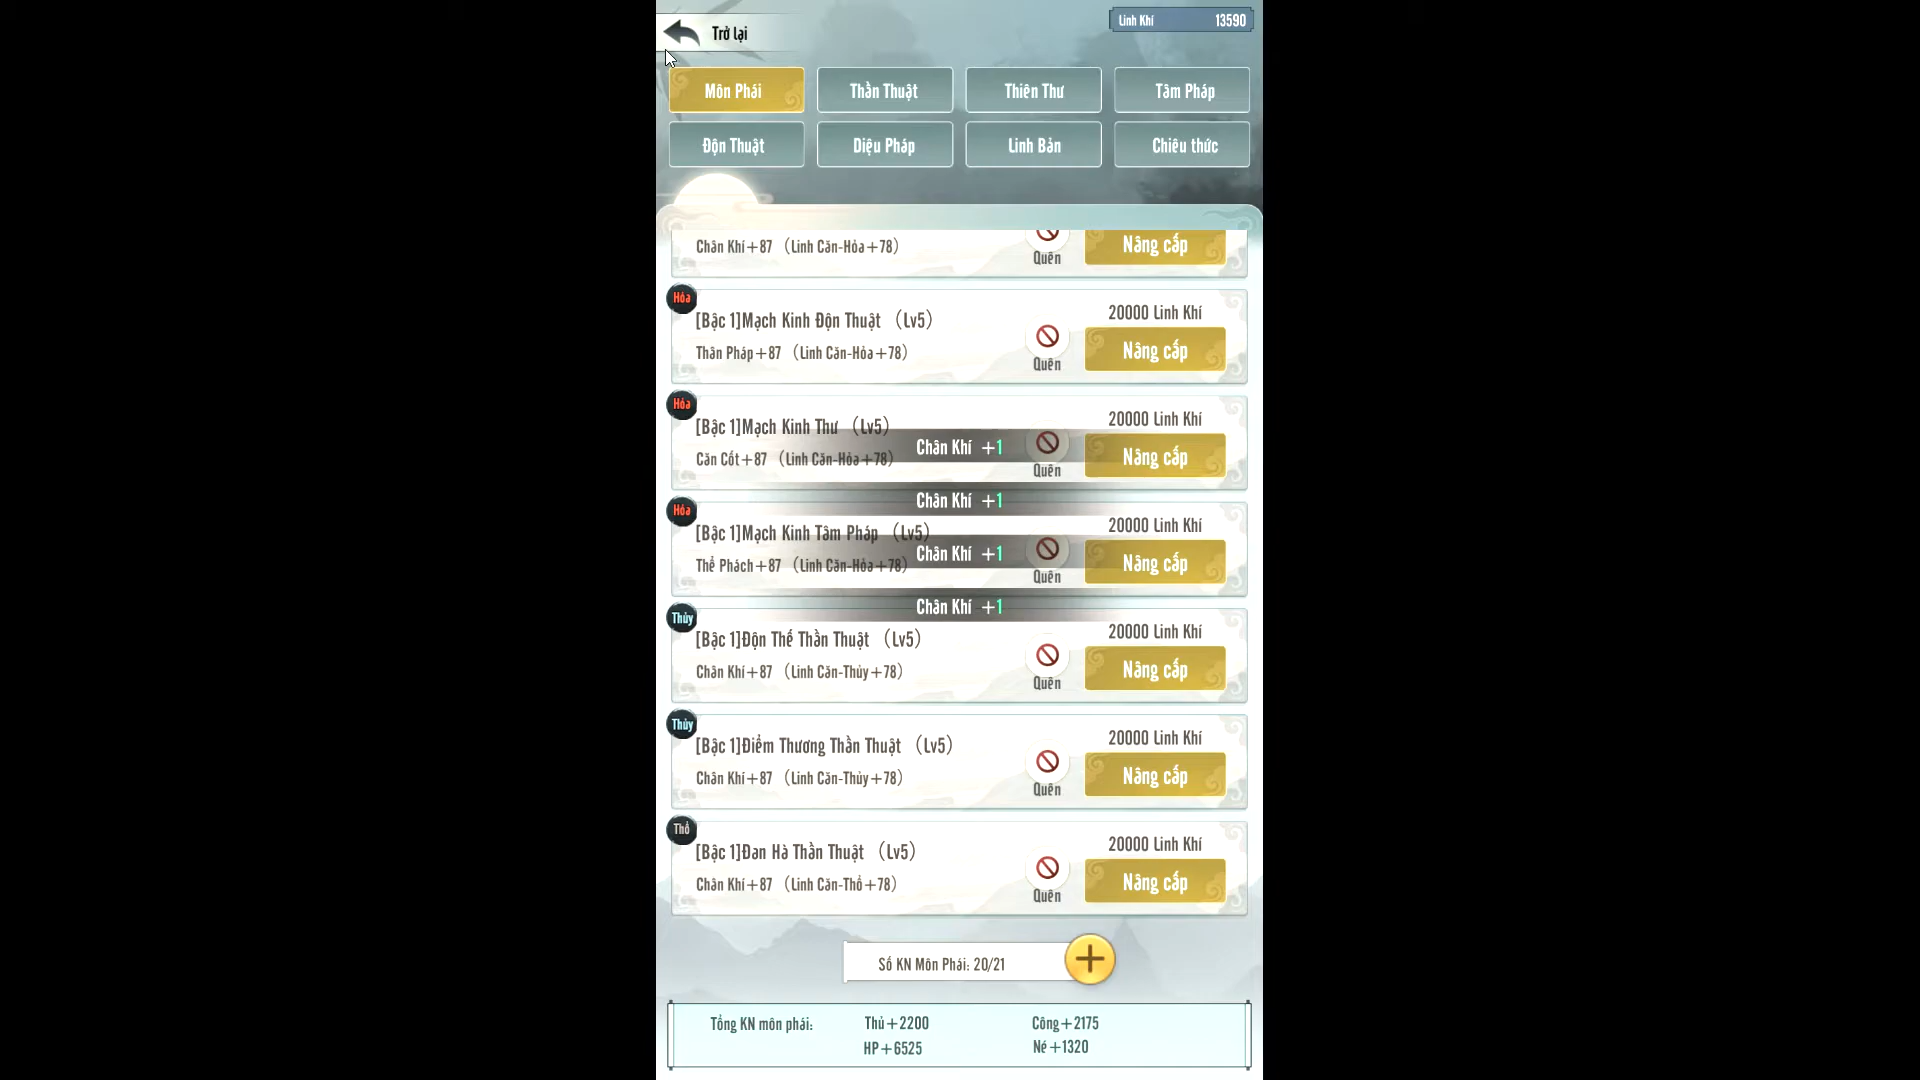 Trở lại
Linh Khí 13590
Môn Phái Thần Thuật Thiên Thư Tâm Pháp
Độn Thuật Diệu Pháp Linh Bản Chiêu thức
Chân Khí+87 (Linh Căn-Hỏa+78)
Quên
Nâng cấp
Hỏa
[Bậc 1]Mạch Kinh Độn Thuật (Lv5)
Thân Pháp+87 (Linh Căn-Hỏa+78)
Quên
20000 Linh Khí
Nâng cấp
Hỏa
[Bậc 1]Mạch Kinh Thư (Lv5)
Căn Cốt+87 (Linh Căn-Hỏa+78)
Chân Khí +1
Quên
20000 Linh Khí
Nâng cấp
Chân Khí +1
Hỏa
[Bậc 1]Mạch Kinh Tâm Pháp (Lv5)
Thể Phách+87 (Linh Căn-Hỏa+78)
Chân Khí +1
Quên
20000 Linh Khí
Nâng cấp
Chân Khí +1
Thủy
[Bậc 1]Độn Thế Thần Thuật (Lv5)
Chân Khí+87 (Linh Căn-Thủy+78)
Quên
20000 Linh Khí
Nâng cấp
Thủy
[Bậc 1]Điểm Thương Thần Thuật (Lv5)
Chân Khí+87 (Linh Căn-Thủy+78)
Quên
20000 Linh Khí
Nâng cấp
Thổ
[Bậc 1]Đan Hà Thần Thuật (Lv5)
Chân Khí+87 (Linh Căn-Thổ+78)
Quên
20000 Linh Khí
Nâng cấp
Số KN Môn Phái: 20/21
Tổng KN môn phái: Thủ+2200 Công+2175
HP+6525 Né+1320